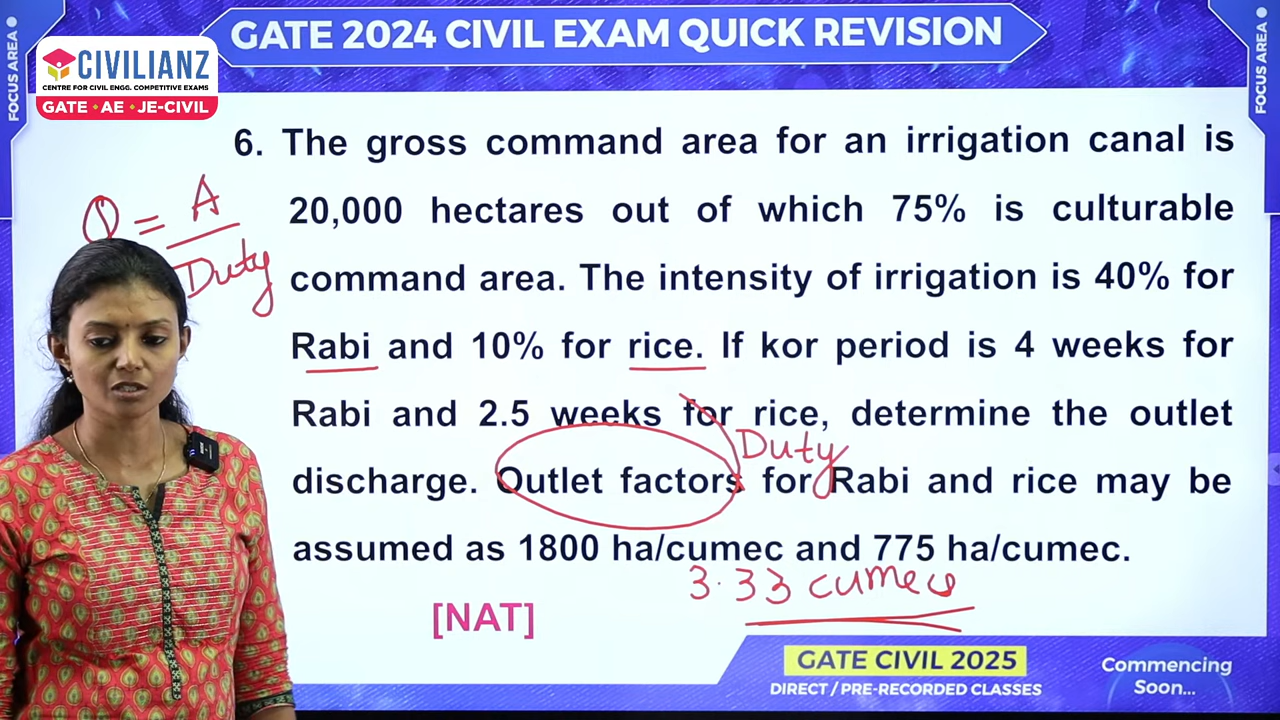 GATE 2024 CIVIL EXAM QUICK REVISION
FOCUS AREA
FOCUS AREA
CIVILIANZ
CENTRE FOR CIVIL ENGG. COMPETITIVE EXAMS
GATE • AE • JE-CIVIL
6. The gross command area for an irrigation canal is
20,000 hectares out of which 75% is culturable
command area. The intensity of irrigation is 40% for
Rabi and 10% for rice. If kor period is 4 weeks for
Rabi and 2.5 weeks for rice, determine the outlet
discharge. Outlet factors for Rabi and rice may be
assumed as 1800 ha/cumec and 775 ha/cumec.
[NAT]
Q = A
Duty
Duty
3.33 cumec
GATE CIVIL 2025
DIRECT / PRE-RECORDED CLASSES
Commencing
Soon...